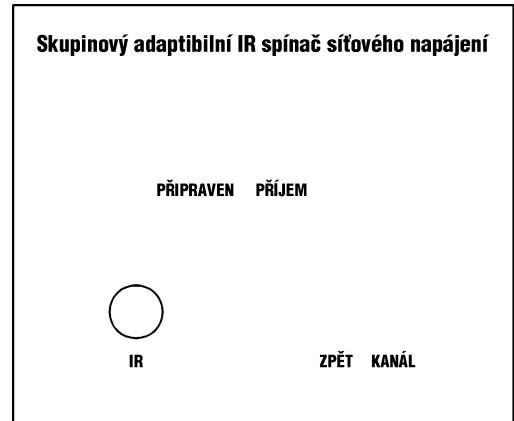 Skupinový adaptibilní IR spínač síťového napájení
PŘIPRAVEN PŘÍJEM
IR ZPĚT KANÁL